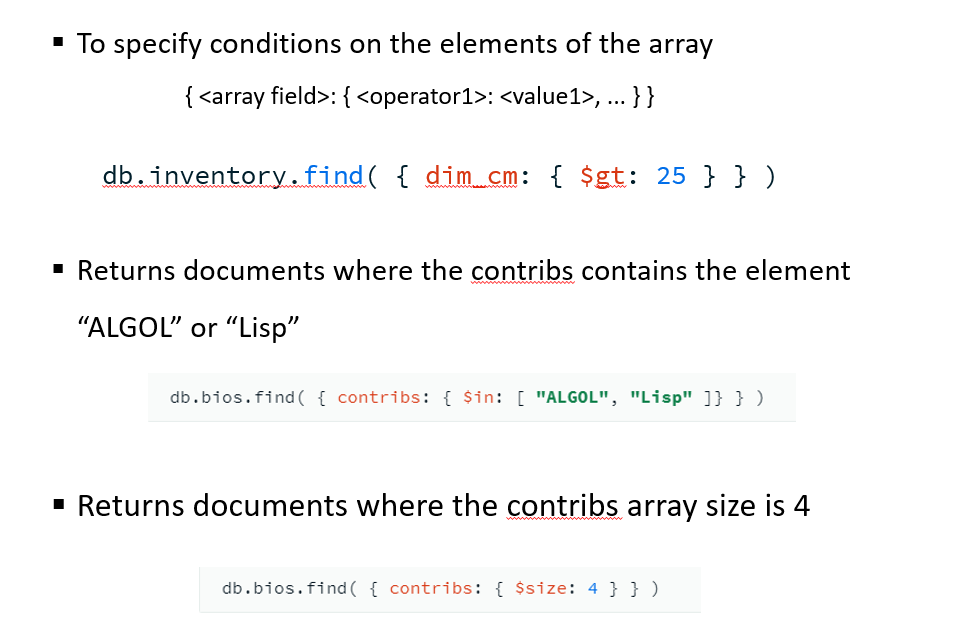 ▪ To specify conditions on the elements of the array
{ <array field>: { <operator1>: <value1>, ... } }
db.inventory.find( { dim_cm: { $gt: 25 } } )
▪ Returns documents where the contribs contains the element
“ALGOL” or “Lisp”
db.bios.find( { contribs: { $in: [ "ALGOL", "Lisp" ]} } )
▪ Returns documents where the contribs array size is 4
db.bios.find( { contribs: { $size: 4 } } )